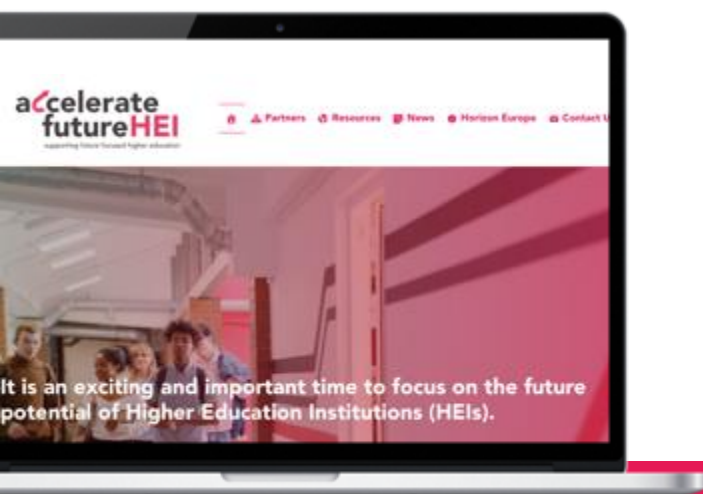 accelerate
futureHEI
supporting future focused higher education
Partners Resources News Horizon Europe Contact U
It is an exciting and important time to focus on the future
potential of Higher Education Institutions (HEIs).